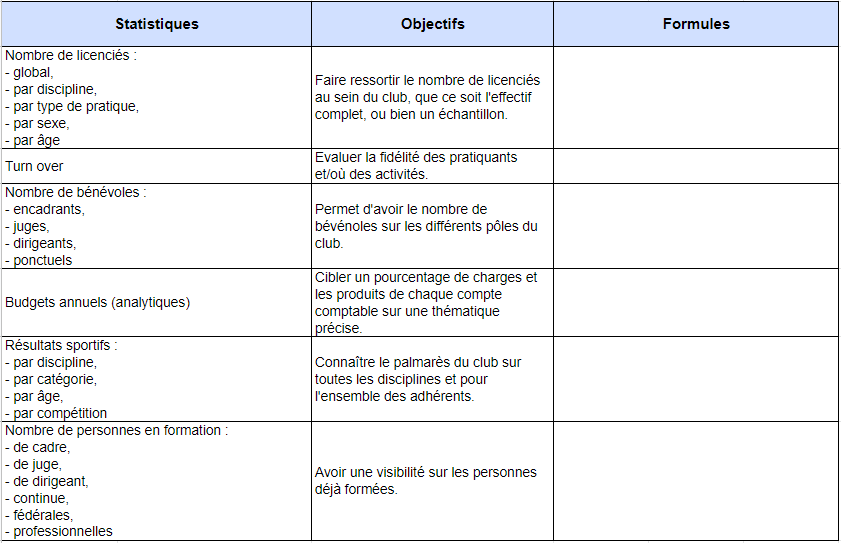 Statistiques
Objectifs
Formules
Nombre de licenciés :
- global,
- par discipline,
- par type de pratique,
- par sexe,
- par âge
Faire ressortir le nombre de licenciés
au sein du club, que ce soit l'effectif
complet, ou bien un échantillon.
Turn over
Evaluer la fidélité des pratiquants
et/où des activités.
Nombre de bénévoles :
- encadrants,
- juges,
- dirigeants,
- ponctuels
Permet d'avoir le nombre de
bévénoles sur les différents pôles du
club.
Budgets annuels (analytiques)
Cibler un pourcentage de charges et
les produits de chaque compte
comptable sur une thématique
précise.
Résultats sportifs :
- par discipline,
- par catégorie,
- par âge,
- par compétition
Connaître le palmarès du club sur
toutes les disciplines et pour
l'ensemble des adhérents.
Nombre de personnes en formation :
- de cadre,
- de juge,
- de dirigeant,
- continue,
- fédérales,
- professionnelles
Avoir une visibilité sur les personnes
déjà formées.